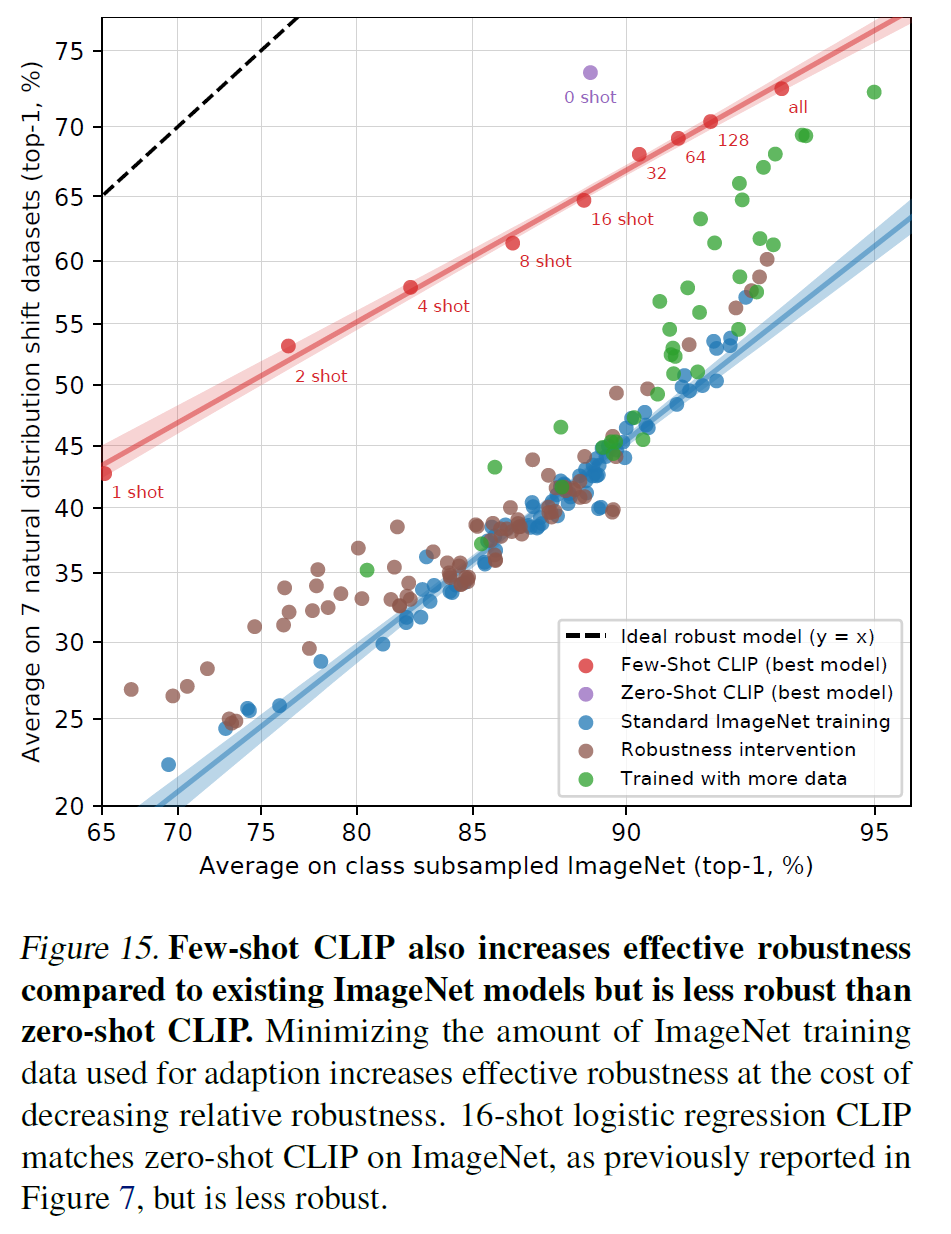 Average on 7 natural distribution shift datasets (top-1, %)
75
70
65
60
55
50
45
40
35
30
25
20
0 shot
all
128
64
32
16 shot
8 shot
4 shot
2 shot
1 shot
Ideal robust model (y = x)
Few-Shot CLIP (best model)
Zero-Shot CLIP (best model)
Standard ImageNet training
Robustness intervention
Trained with more data
65 70 75 80 85 90 95
Average on class subsampled ImageNet (top-1, %)
Figure 15. Few-shot CLIP also increases effective robustness
compared to existing ImageNet models but is less robust than
zero-shot CLIP. Minimizing the amount of ImageNet training
data used for adaption increases effective robustness at the cost of
decreasing relative robustness. 16-shot logistic regression CLIP
matches zero-shot CLIP on ImageNet, as previously reported in
Figure 7, but is less robust.